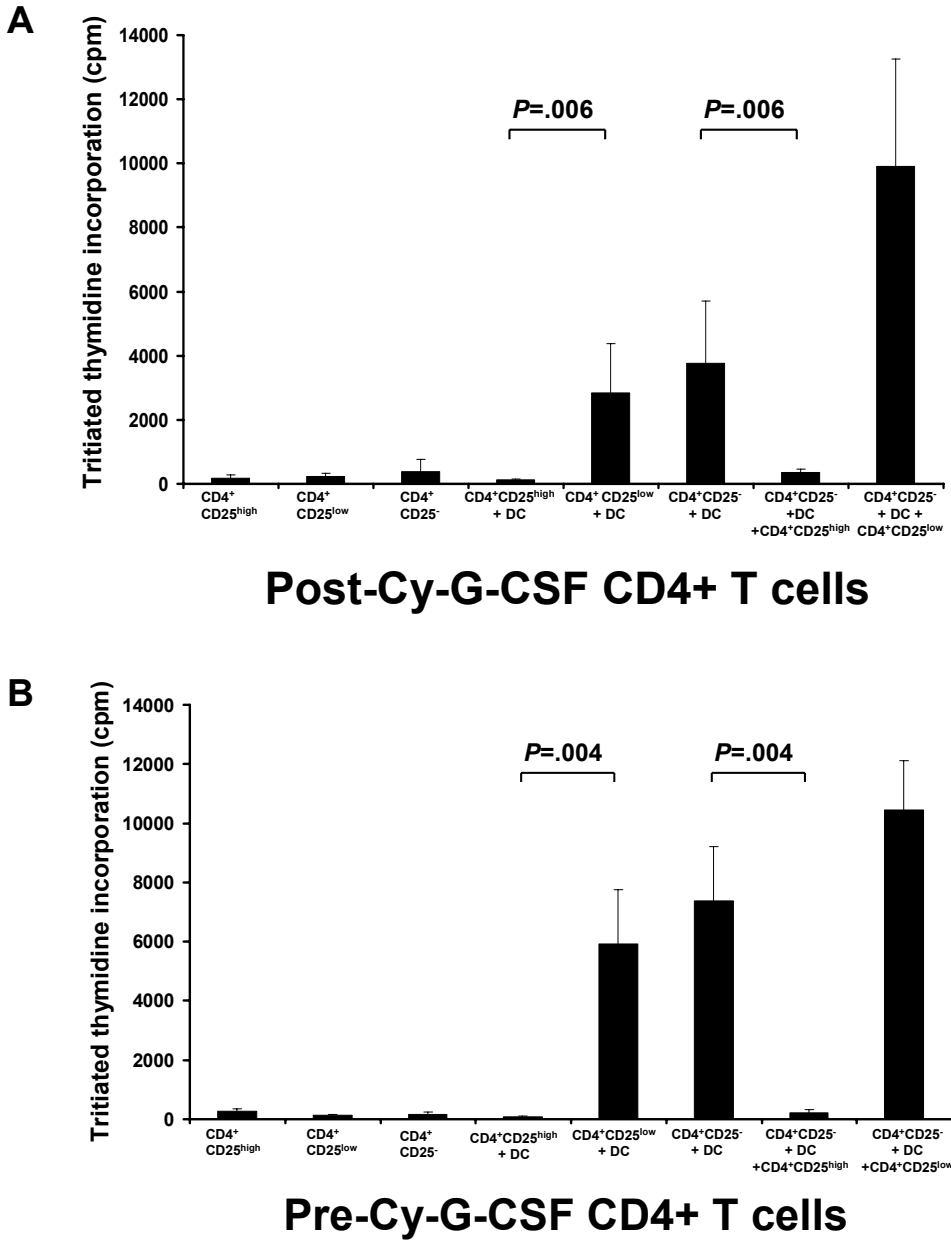 A
Tritiated thymidine incorporation (cpm)
14000
12000
10000
8000
6000
4000
2000
0
P=.006
P=.006
CD4⁺
CD25ʰⁱᵍʰ
CD4⁺
CD25ˡᵒʷ
CD4⁺
CD25⁻
CD4⁺CD25ʰⁱᵍʰ
+ DC
CD4⁺ CD25ˡᵒʷ
+ DC
CD4⁺CD25⁻
+ DC
CD4⁺CD25⁻
+DC
+CD4⁺CD25ʰⁱᵍʰ
CD4⁺CD25⁻
+ DC +
CD4⁺CD25ˡᵒʷ
Post-Cy-G-CSF CD4+ T cells
B
Tritiated thymidine incorporation (cpm)
14000
12000
10000
8000
6000
4000
2000
0
P=.004
P=.004
CD4⁺
CD25ʰⁱᵍʰ
CD4⁺
CD25ˡᵒʷ
CD4⁺
CD25⁻
CD4⁺CD25ʰⁱᵍʰ
+ DC
CD4⁺CD25ˡᵒʷ
+ DC
CD4⁺CD25⁻
+ DC
CD4⁺CD25⁻
+ DC
+CD4⁺CD25ʰⁱᵍʰ
CD4⁺CD25⁻
+ DC
+CD4⁺CD25ˡᵒʷ
Pre-Cy-G-CSF CD4+ T cells